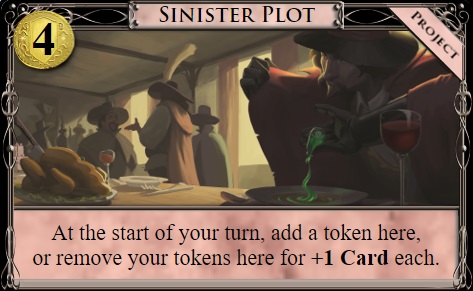 SINISTER PLOT
PROJECT
4
At the start of your turn, add a token here,
or remove your tokens here for +1 Card each.